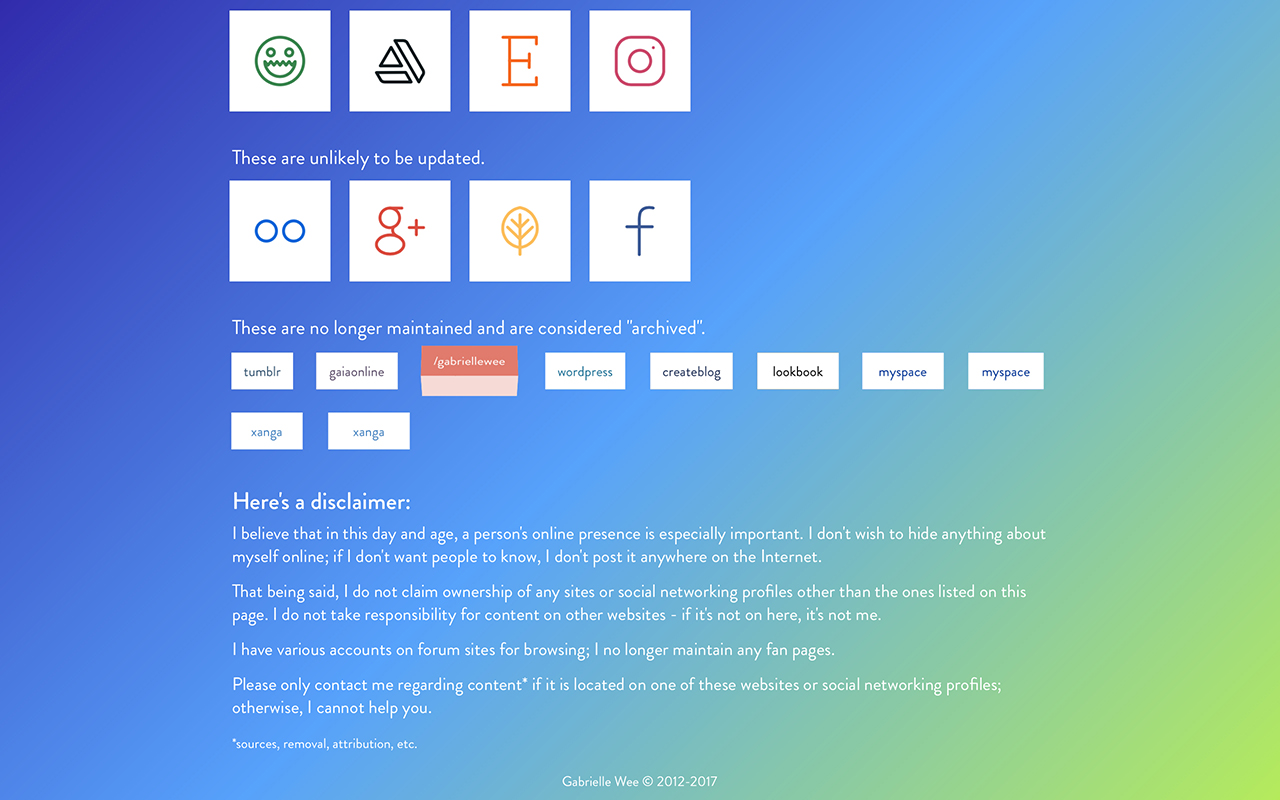 E
These are unlikely to be updated.
g+ f
These are no longer maintained and are considered "archived".
tumblr gaiaonline /gabriellewee wordpress createblog lookbook myspace myspace
xanga xanga
Here's a disclaimer:
I believe that in this day and age, a person's online presence is especially important. I don't wish to hide anything about
myself online; if I don't want people to know, I don't post it anywhere on the Internet.
That being said, I do not claim ownership of any sites or social networking profiles other than the ones listed on this
page. I do not take responsibility for content on other websites - if it's not on here, it's not me.
I have various accounts on forum sites for browsing; I no longer maintain any fan pages.
Please only contact me regarding content* if it is located on one of these websites or social networking profiles;
otherwise, I cannot help you.
*sources, removal, attribution, etc.
Gabrielle Wee © 2012-2017